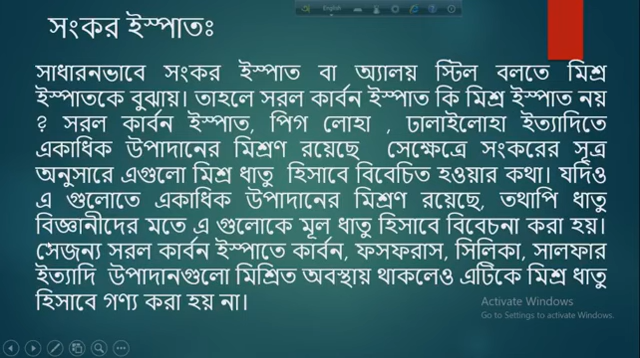 সংকর ইস্পাতঃ
সাধারনভাবে সংকর ইস্পাত বা অ্যালয় স্টিল বলতে মিশ্র
ইস্পাতকে বুঝায়। তাহলে সরল কার্বন ইস্পাত কি মিশ্র ইস্পাত নয়
? সরল কার্বন ইস্পাত, পিগ লোহা , ঢালাইলোহা ইত্যাদিতে
একাধিক উপাদানের মিশ্রণ রয়েছে সেক্ষেত্রে সংকরের সূত্র
অনুসারে এগুলো মিশ্র ধাতু হিসাবে বিবেচিত হওয়ার কথা। যদিও
এ গুলোতে একাধিক উপাদানের মিশ্রণ রয়েছে, তথাপি ধাতু
বিজ্ঞানীদের মতে এ গুলোকে মূল ধাতু হিসাবে বিবেচনা করা হয়।
সেজন্য সরল কার্বন ইস্পাতে কার্বন, ফসফরাস, সিলিকা, সালফার
ইত্যাদি উপাদানগুলো মিশ্রিত অবস্থায় থাকলেও এটিকে মিশ্র ধাতু
হিসাবে গণ্য করা হয় না।
English
Activate Windows
Go to Settings to activate Windows.